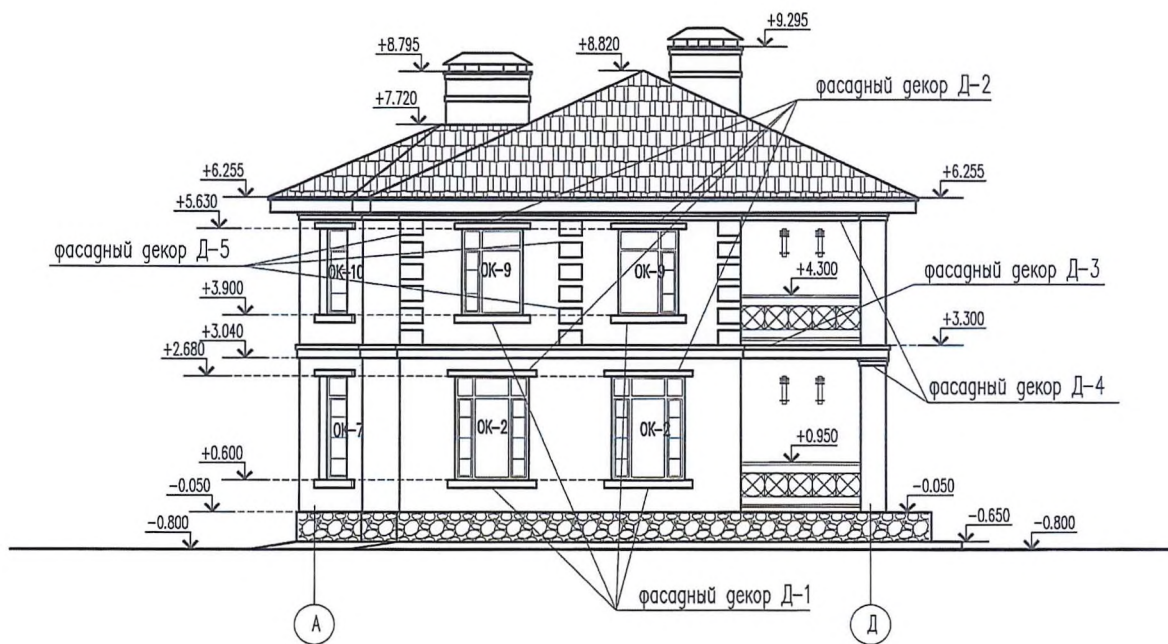 +9.295
+8.795
+8.820
фасадный декор Д-2
+7.720
+6.255
+6.255
+5.630
фасадный декор Д-5
ОК-10
ОК-9
ОК-9
+4.300
фасадный декор Д-3
+3.900
+3.040
+3.300
+2.680
фасадный декор Д-4
ОК-7
ОК-2
ОК-2
+0.950
+0.600
-0.050
-0.050
-0.800
-0.650
-0.800
фасадный декор Д-1
А
Д